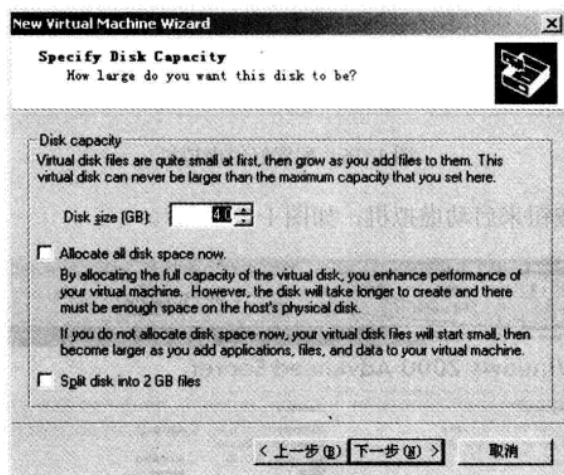 New Virtual Machine Wizard
Specify Disk Capacity
How large do you want this disk to be?
Disk capacity
Virtual disk files are quite small at first, then grow as you add files to them. This
virtual disk can never be larger than the maximum capacity that you set here.
Disk size (GB): 4.0
Allocate all disk space now.
By allocating the full capacity of the virtual disk, you enhance performance of
your virtual machine. However, the disk will take longer to create and there
must be enough space on the host's physical disk.
If you do not allocate disk space now, your virtual disk files will start small, then
become larger as you add applications, files, and data to your virtual machine.
Split disk into 2 GB files
< 上一步(B) 下一步(N) > 取消